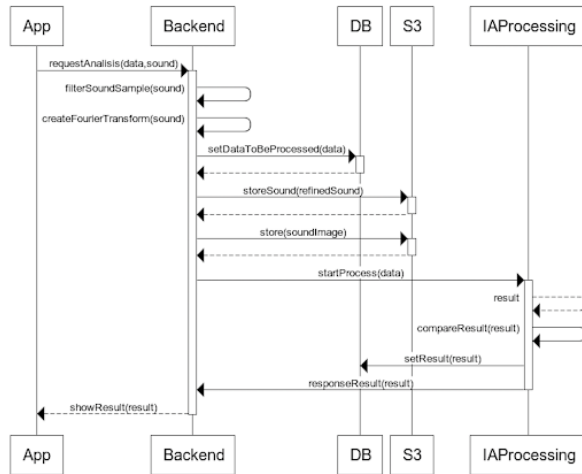 App Backend DB S3 IAProcessing
requestAnalisis(data,sound)
filterSoundSample(sound)
createFourierTransform(sound)
setDataToBeProcessed(data)
storeSound(refinedSound)
store(soundImage)
startProcess(data)
result
compareResult(result)
setResult(result)
responseResult(result)
showResult(result)
App Backend DB S3 IAProcessing